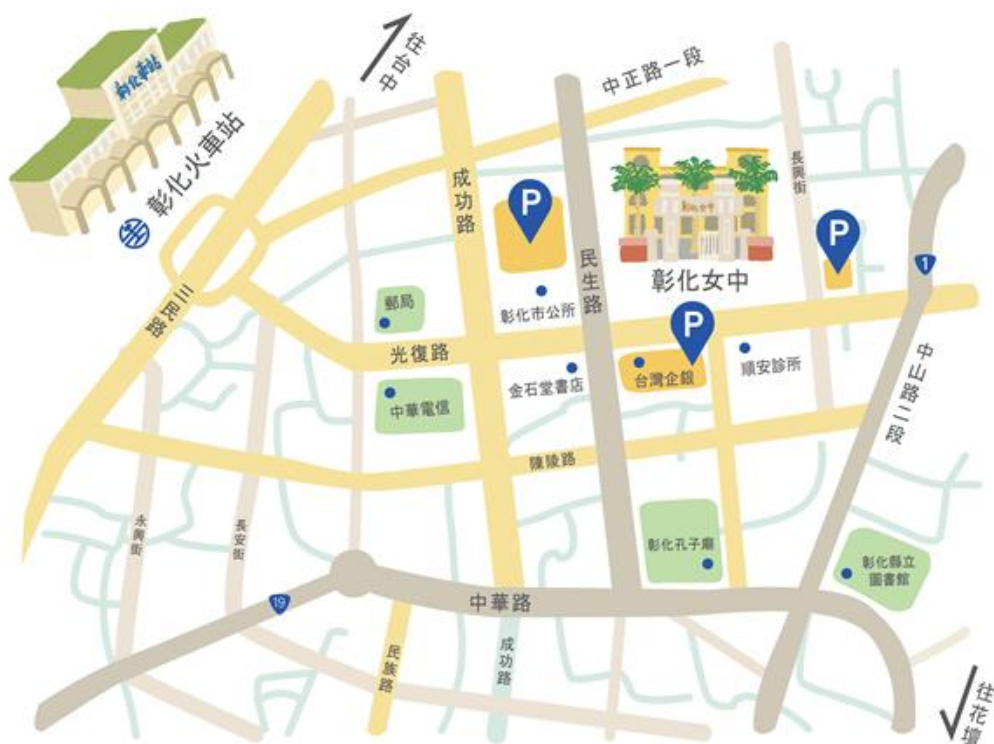 往台中
中正路一段
彰化車站
彰化火車站
成功路
P
長興街
彰化女中
民生路
P
1
彰化女中
三民路
郵局
彰化市公所
P
光復路
順安診所
金石堂書店
台灣企銀
中華電信
中山路二段
陳陵路
永興街
長安街
彰化孔子廟
彰化縣立
圖書館
19
中華路
民族路
成功路
往花壇